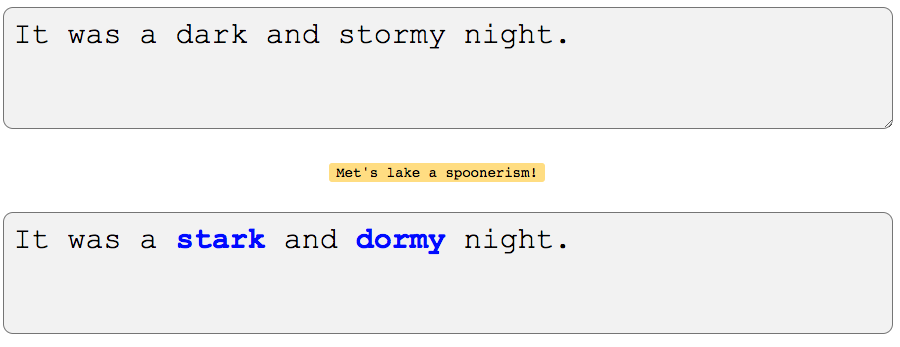 It was a dark and stormy night.
Met's lake a spoonerism!
It was a stark and dormy night.